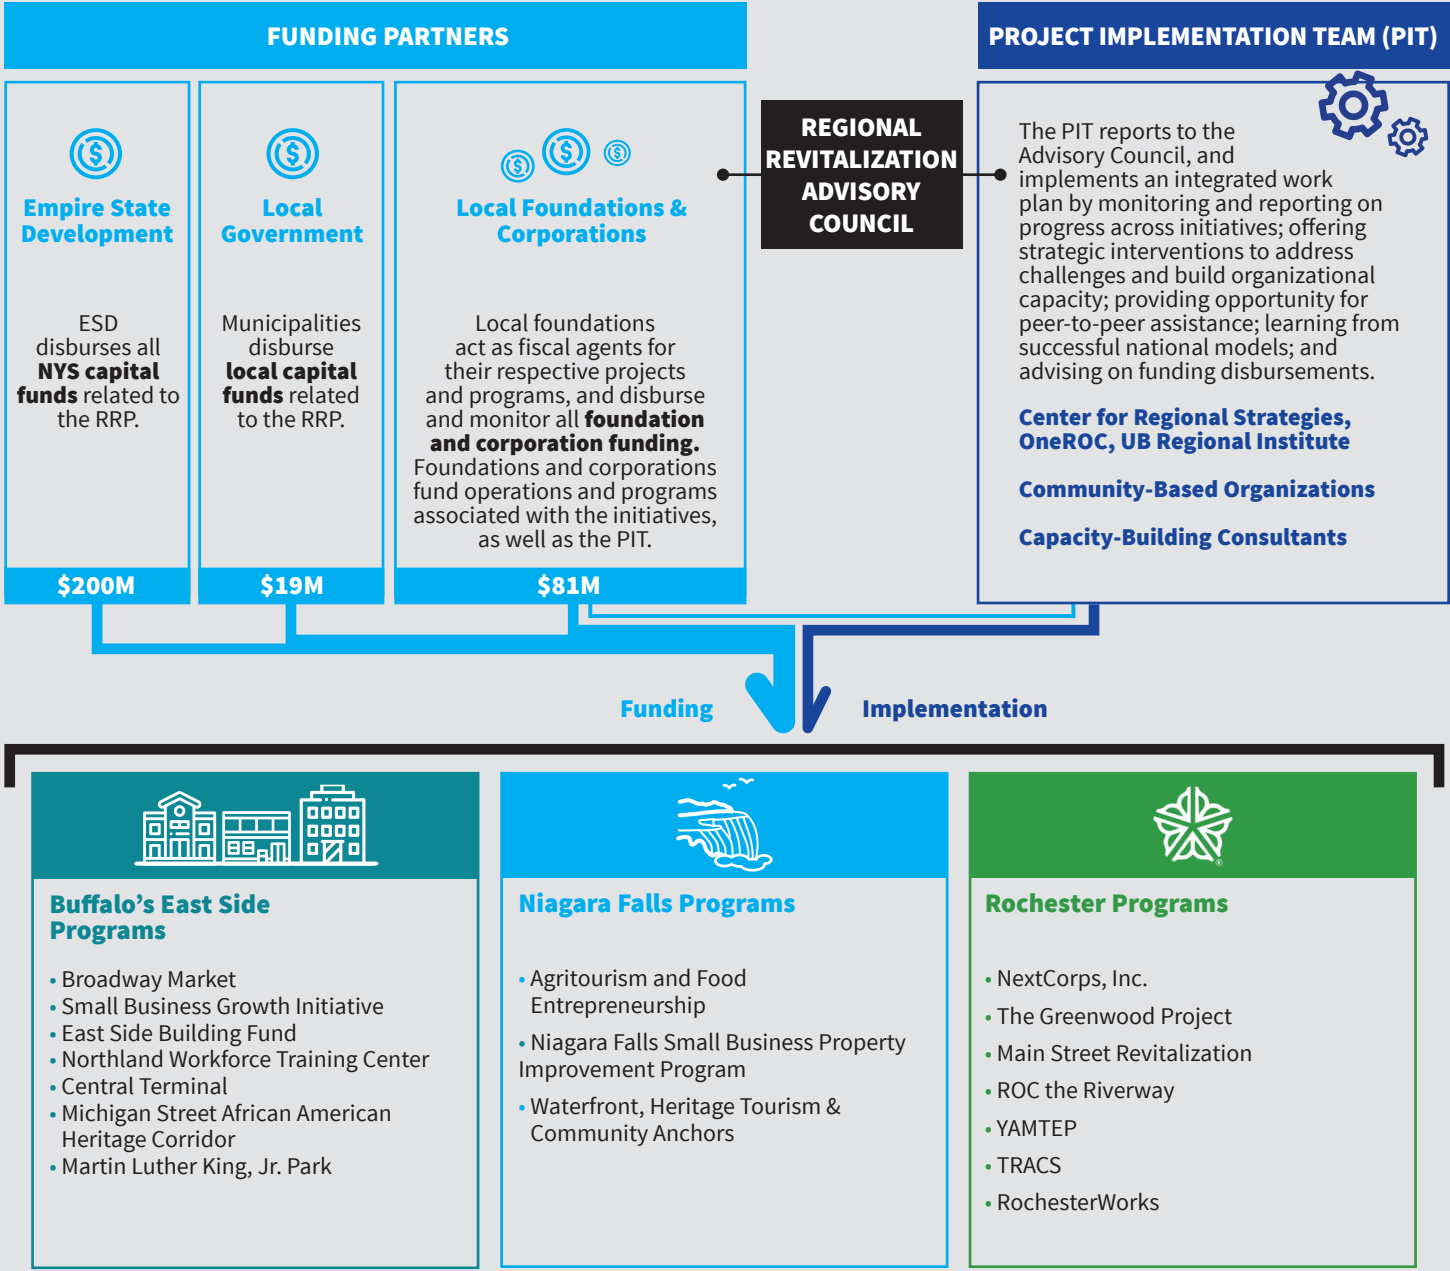 FUNDING PARTNERS
Empire State
Development
ESD
disburses all
NYS capital
funds related to
the RRP.
$200M
Local
Government
Municipalities
disburse
local capital
funds related
to the RRP.
$19M
Local Foundations &
Corporations
Local foundations
act as fiscal agents for
their respective projects
and programs, and disburse
and monitor all foundation
and corporation funding.
Foundations and corporations
fund operations and programs
associated with the initiatives,
as well as the PIT.
$81M
REGIONAL
REVITALIZATION
ADVISORY
COUNCIL
PROJECT IMPLEMENTATION TEAM (PIT)
The PIT reports to the
Advisory Council, and
implements an integrated work
plan by monitoring and reporting on
progress across initiatives; offering
strategic interventions to address
challenges and build organizational
capacity; providing opportunity for
peer-to-peer assistance; learning from
successful national models; and
advising on funding disbursements.
Center for Regional Strategies,
OneROC, UB Regional Institute
Community-Based Organizations
Capacity-Building Consultants
Funding
Implementation
Buffalo’s East Side
Programs
• Broadway Market
• Small Business Growth Initiative
• East Side Building Fund
• Northland Workforce Training Center
• Central Terminal
• Michigan Street African American
Heritage Corridor
• Martin Luther King, Jr. Park
Niagara Falls Programs
• Agritourism and Food
Entrepreneurship
• Niagara Falls Small Business Property
Improvement Program
• Waterfront, Heritage Tourism &
Community Anchors
Rochester Programs
• NextCorps, Inc.
• The Greenwood Project
• Main Street Revitalization
• ROC the Riverway
• YAMTEP
• TRACS
• RochesterWorks